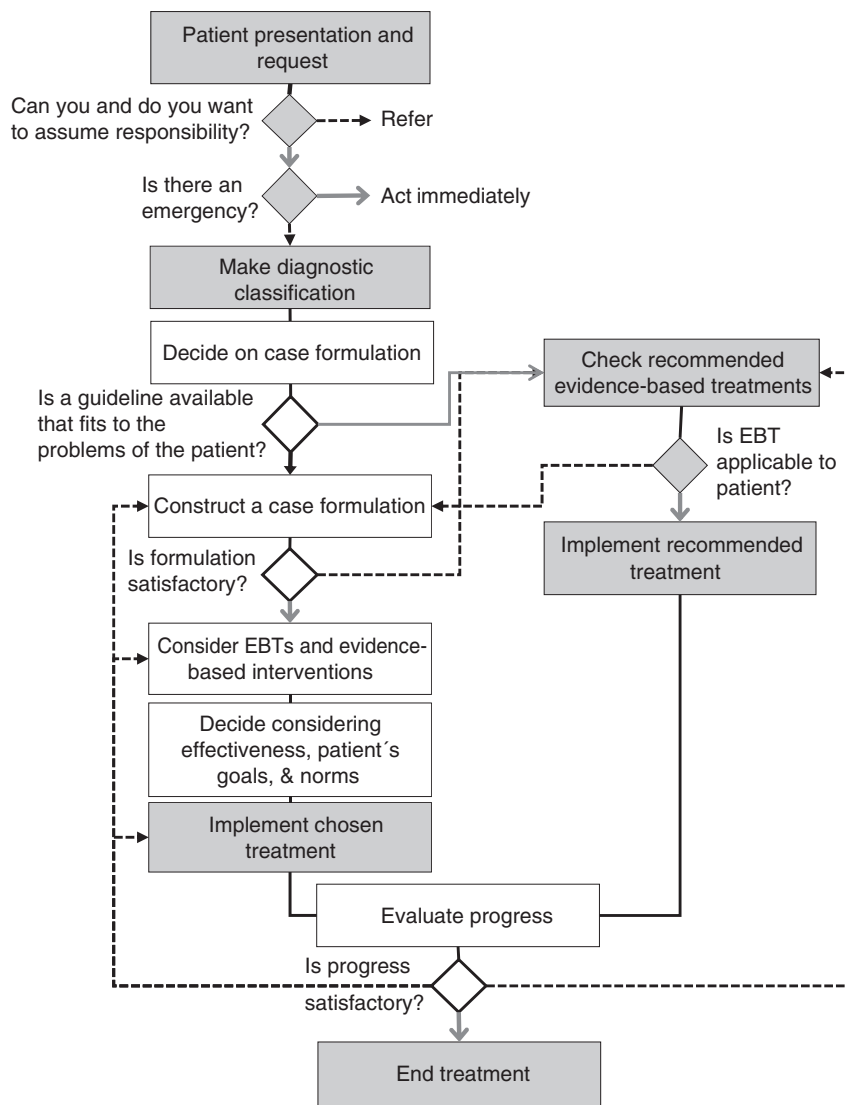 Patient presentation and
request
Can you and do you want
to assume responsibility?
Refer
Is there an
emergency?
Act immediately
Make diagnostic
classification
Decide on case formulation
Check recommended
evidence-based treatments
Is a guideline available
that fits to the
problems of the patient?
Is EBT
applicable to
patient?
Construct a case formulation
Implement recommended
treatment
Is formulation
satisfactory?
Consider EBTs and evidence-
based interventions
Decide considering
effectiveness, patient´s
goals, & norms
Implement chosen
treatment
Evaluate progress
Is progress
satisfactory?
End treatment